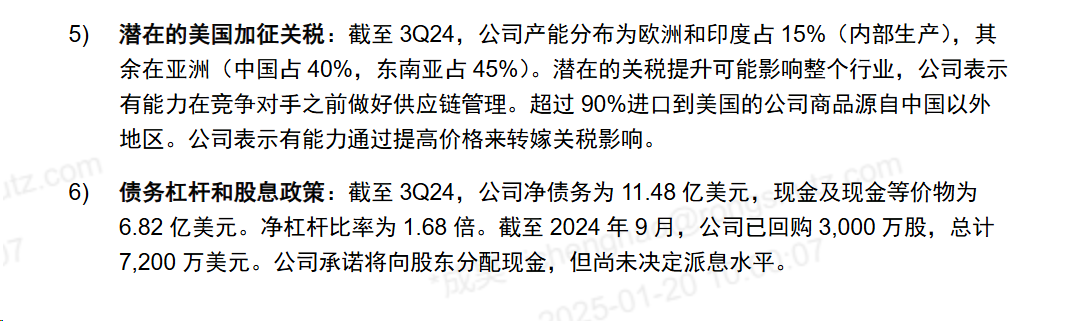 5) 潜在的美国加征关税：截至 3Q24，公司产能分布为欧洲和印度占 15%（内部生产），其
余在亚洲（中国占 40%，东南亚占 45%）。潜在的关税提升可能影响整个行业，公司表示
有能力在竞争对手之前做好供应链管理。超过 90%进口到美国的公司商品源自中国以外
地区。公司表示有能力通过提高价格来转嫁关税影响。
6) 债务杠杆和股息政策：截至 3Q24，公司净债务为 11.48 亿美元，现金及现金等价物为
6.82 亿美元。净杠杆比率为 1.68 倍。截至 2024 年 9 月，公司已回购 3,000 万股，总计
7,200 万美元。公司承诺将向股东分配现金，但尚未决定派息水平。
utz.com
:07
2025-01-20 10:00:07